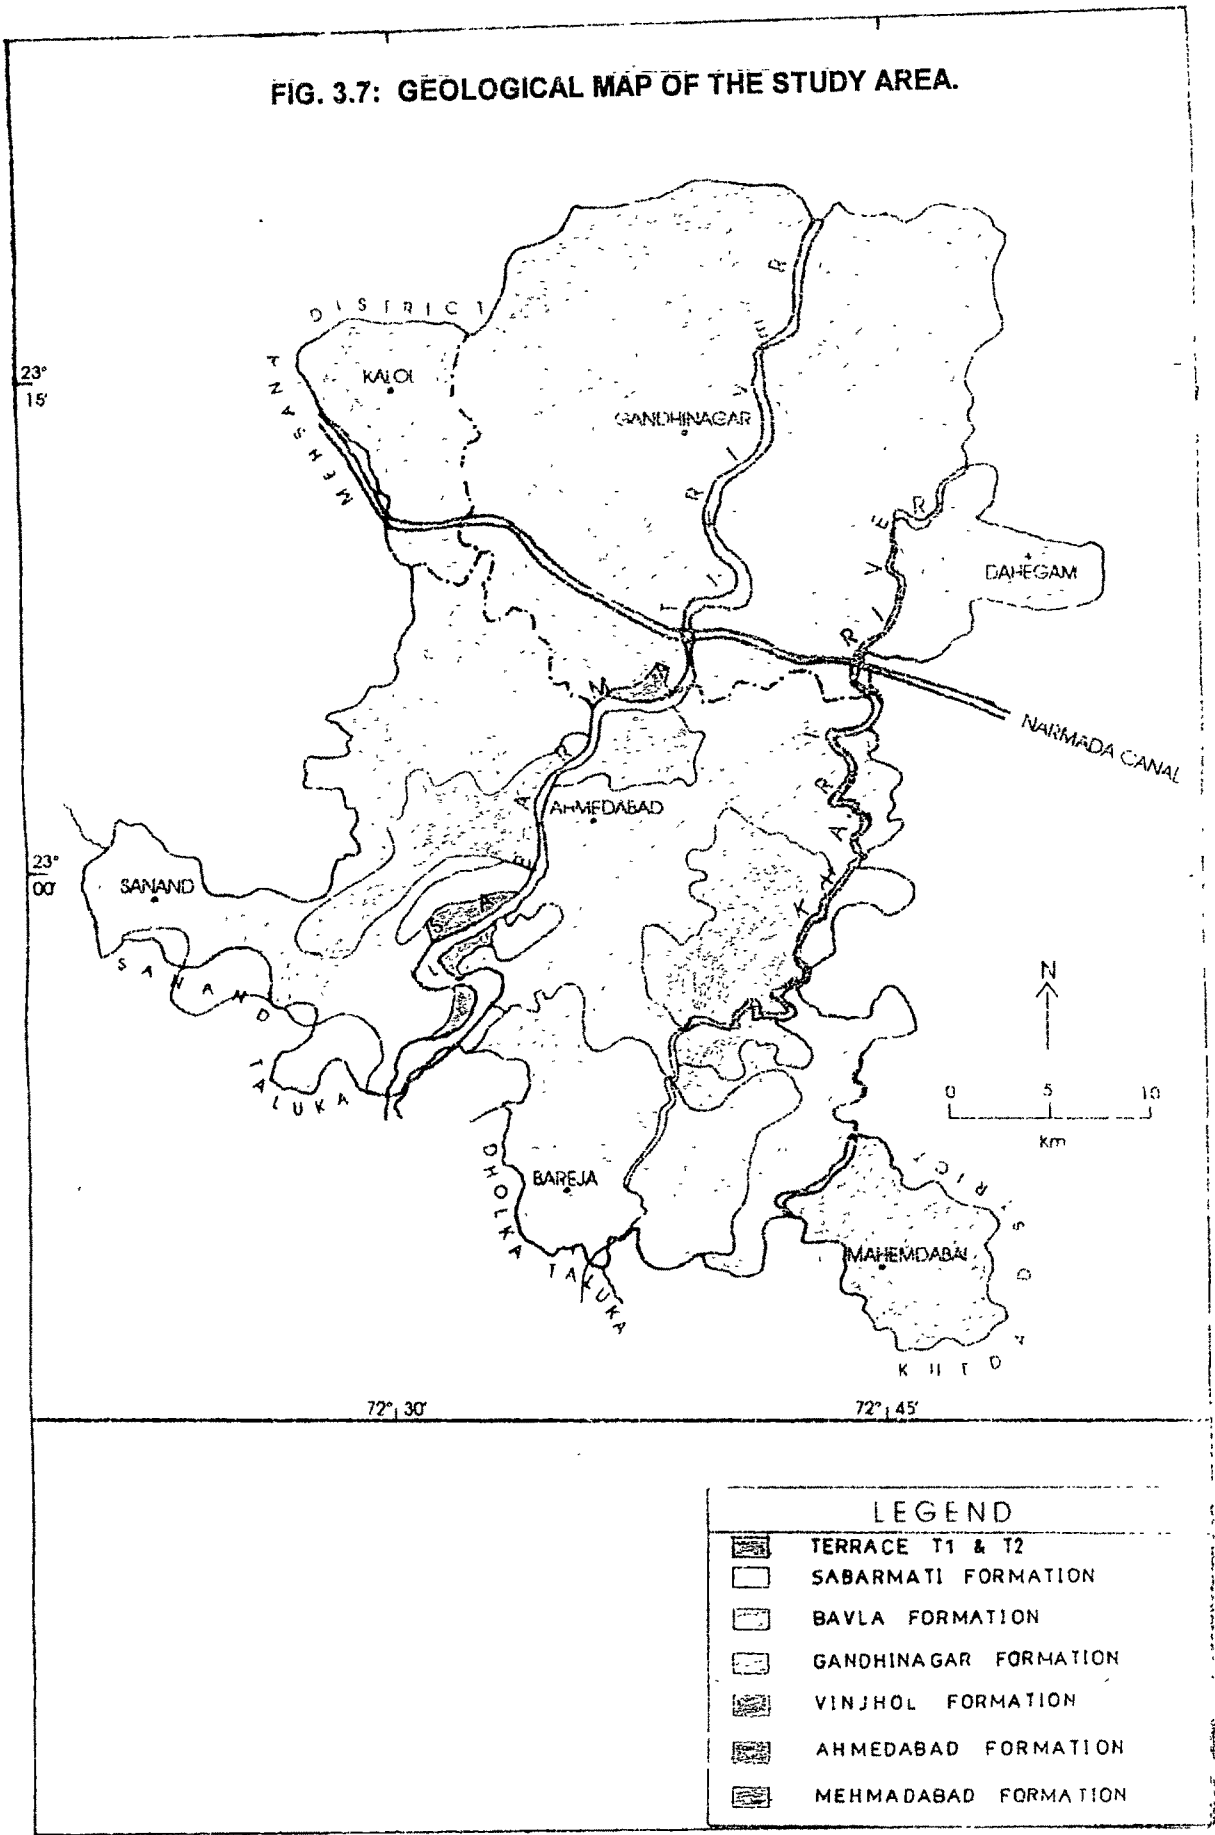 FIG. 3.7: GEOLOGICAL MAP OF THE STUDY AREA.
DISTRICT
MEHSANA
KALOL
23°
15'
GANDHINAGAR
RIVER
RIVER
DAHEGAM
NARMADA CANAL
SABARMATI
AHMEDABAD
KHARI
23°
00'
SANAND
SANAND
TALUKA
N
0 5 10
Km
BAREJA
DHOLKA
TALUKA
MAHEMDABAD
DISTRICT
KHEDA
72° 30'
72° 45'
LEGEND
TERRACE T1 & T2
SABARMATI FORMATION
BAVLA FORMATION
GANDHINAGAR FORMATION
VINJHOL FORMATION
AHMEDABAD FORMATION
MEHMADABAD FORMATION